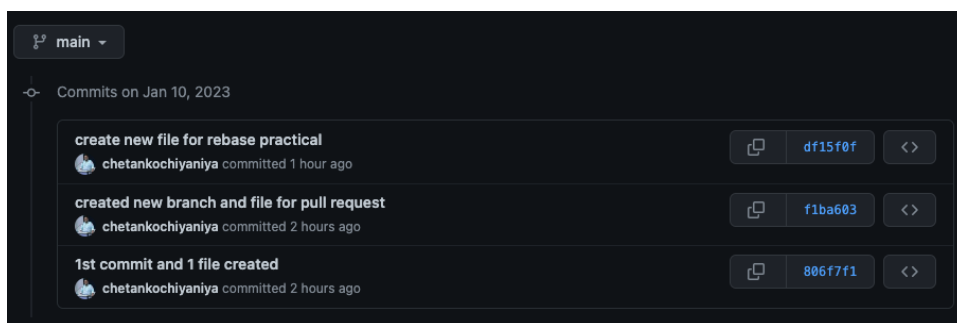 main
Commits on Jan 10, 2023
create new file for rebase practical
chetankochiyaniya committed 1 hour ago
df15f0f
created new branch and file for pull request
chetankochiyaniya committed 2 hours ago
f1ba603
1st commit and 1 file created
chetankochiyaniya committed 2 hours ago
806f7f1